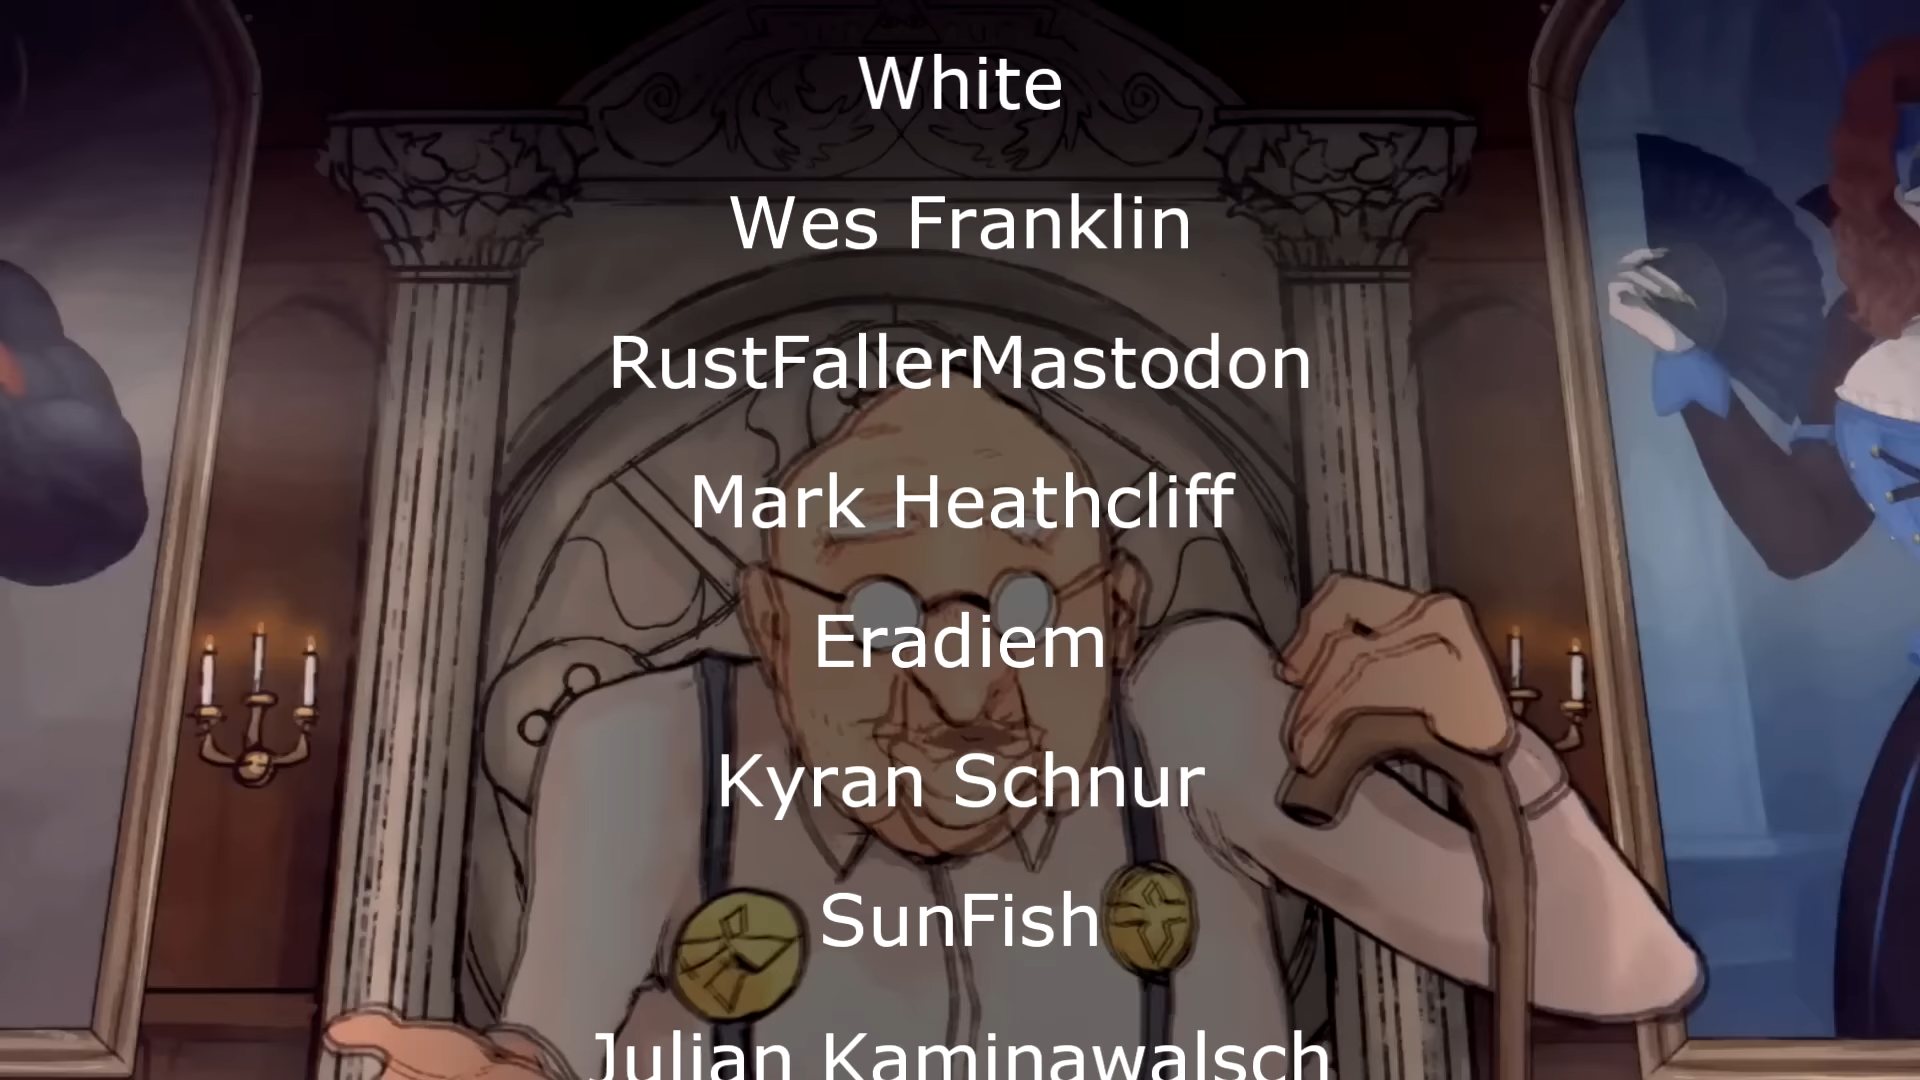 White
Wes Franklin
RustFallerMastodon
Mark Heathcliff
Eradiem
Kyran Schnur
SunFish
Julian Kaminawalsch